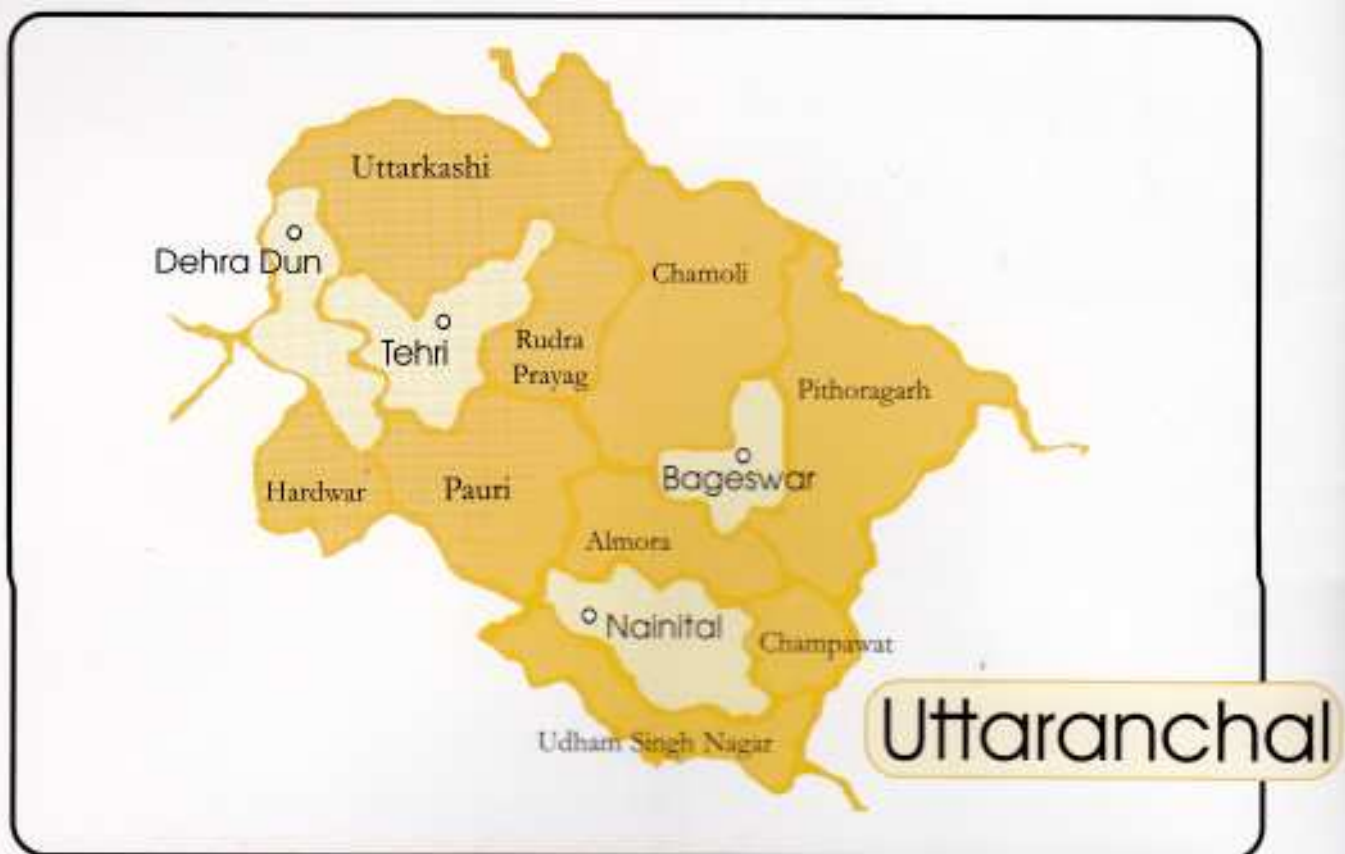 Uttarkashi
Dehra Dun
Chamoli
Tehri
Rudra
Prayag
Pithoragarh
Hardwar
Pauri
Bageswar
Almora
Nainital
Champawat
Uttaranchal
Udham Singh Nagar